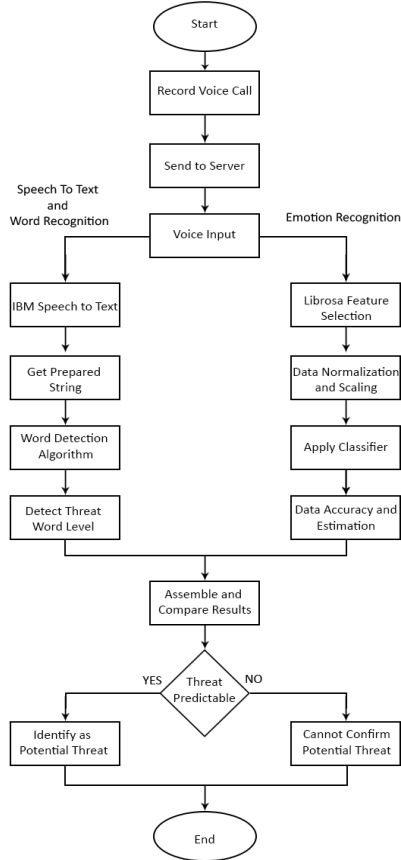 Start
Record Voice Call
Send to Server
Speech To Text
and
Word Recognition
Emotion Recognition
Voice Input
IBM Speech to Text
Librosa Feature
Selection
Get Prepared
String
Data Normalization
and Scaling
Word Detection
Algorithm
Apply Classifier
Detect Threat
Word Level
Data Accuracy and
Estimation
Assemble and
Compare Results
YES
Threat
Predictable
NO
Identify as
Potential Threat
Cannot Confirm
Potential Threat
End